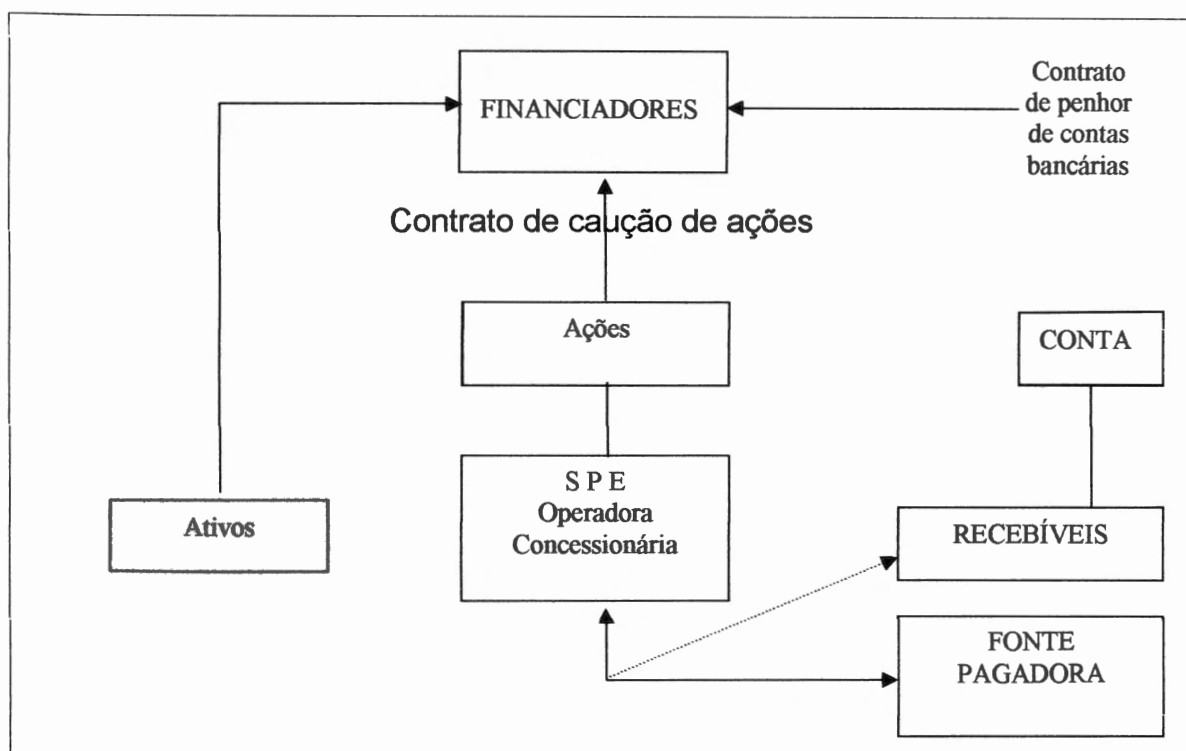 FINANCIADORES
Contrato
de penhor
de contas
bancárias
Contrato de caução de ações
Ações
CONTA
S P E
Operadora
Concessionária
Ativos
RECEBÍVEIS
FONTE
PAGADORA